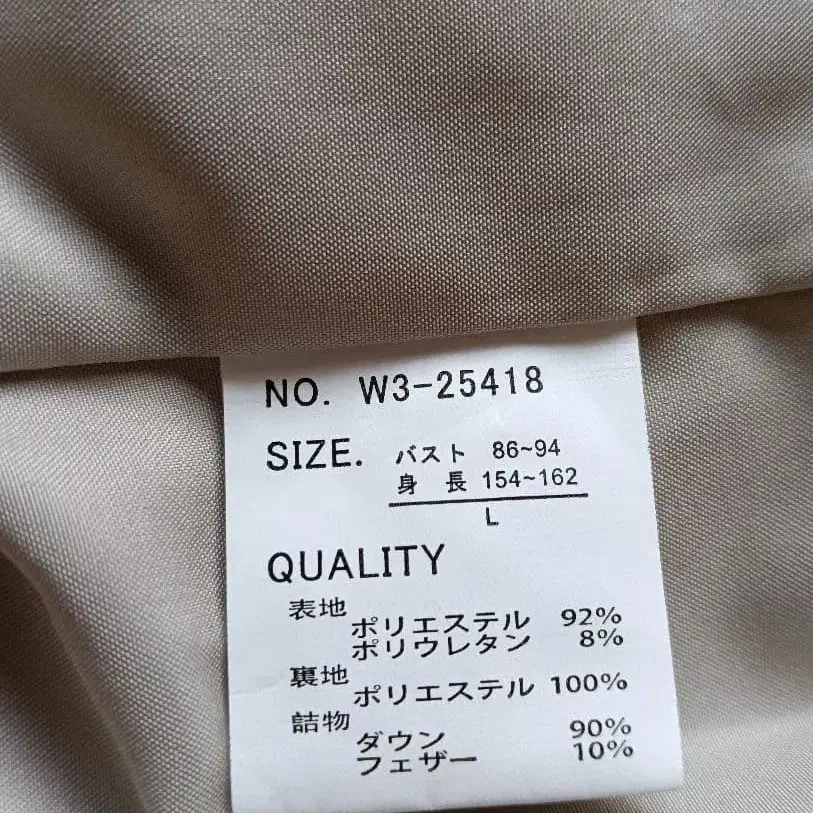 NO. W3-25418
SIZE. バスト 86~94
身 長 154~162
L
QUALITY
表地
ポリエステル 92%
ポリウレタン 8%
裏地
ポリエステル 100%
詰物
ダウン 90%
フェザー 10%